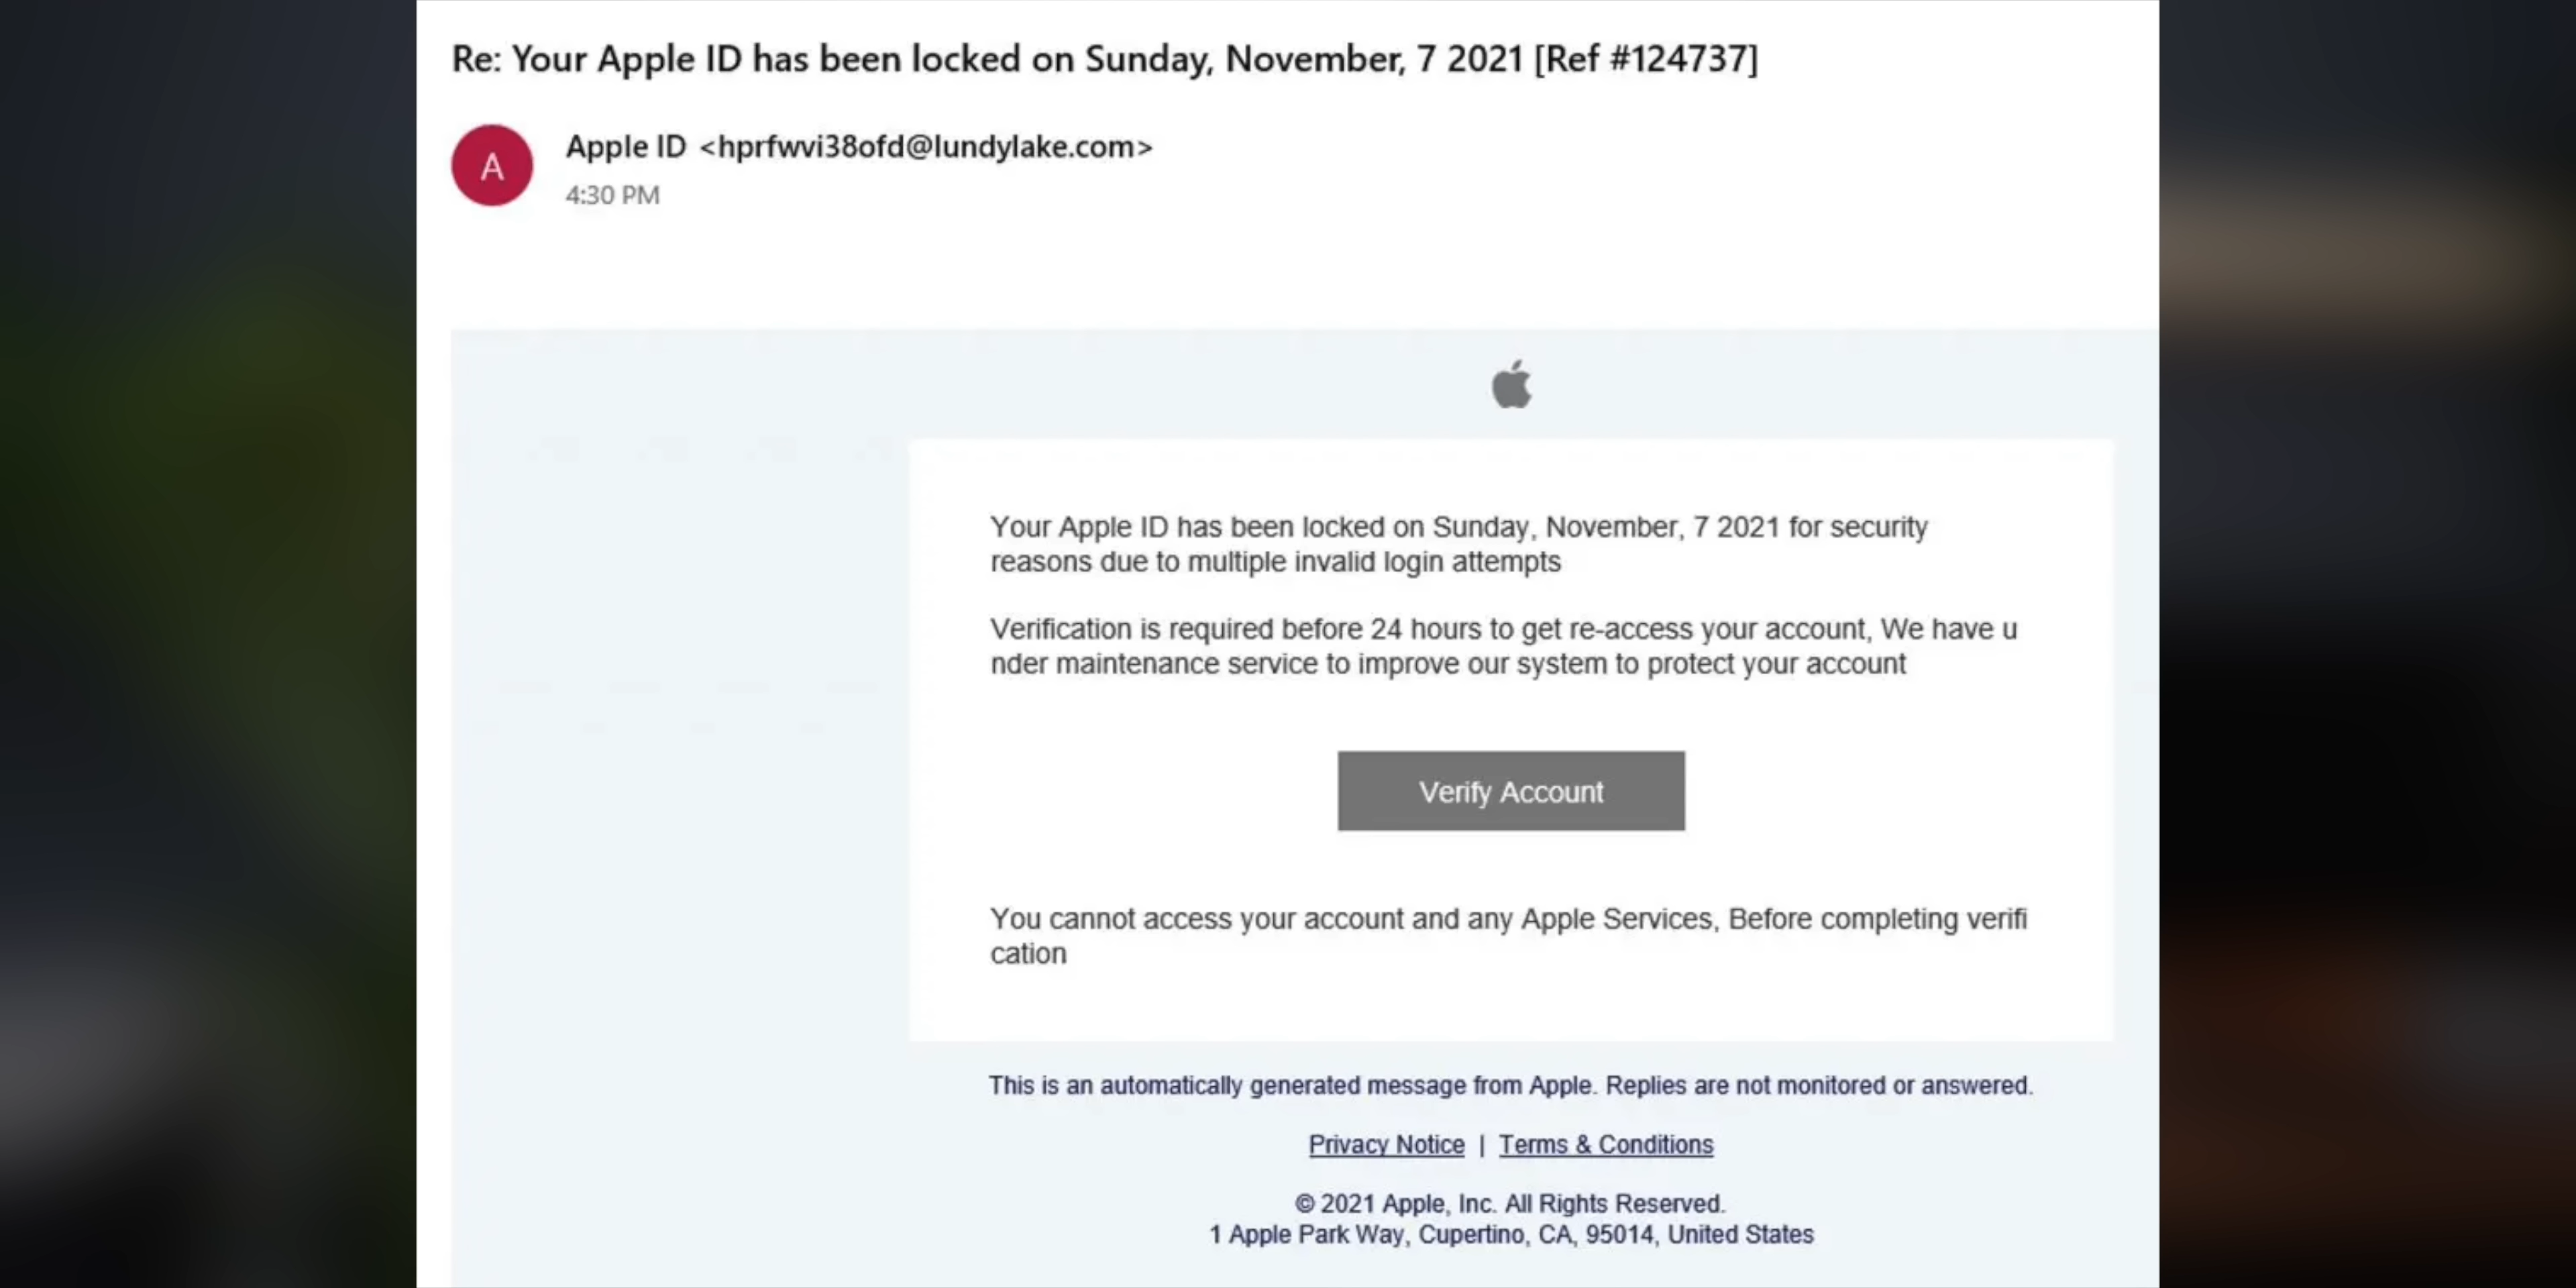 Re: Your Apple ID has been locked on Sunday, November, 7 2021 [Ref #124737]
A
Apple ID <hprfwvi38ofd@lundylake.com>
4:30 PM
Your Apple ID has been locked on Sunday, November, 7 2021 for security
reasons due to multiple invalid login attempts
Verification is required before 24 hours to get re-access your account, We have u
nder maintenance service to improve our system to protect your account
Verify Account
You cannot access your account and any Apple Services, Before completing verifi
cation
This is an automatically generated message from Apple. Replies are not monitored or answered.
Privacy Notice | Terms & Conditions
© 2021 Apple, Inc. All Rights Reserved.
1 Apple Park Way, Cupertino, CA, 95014, United States